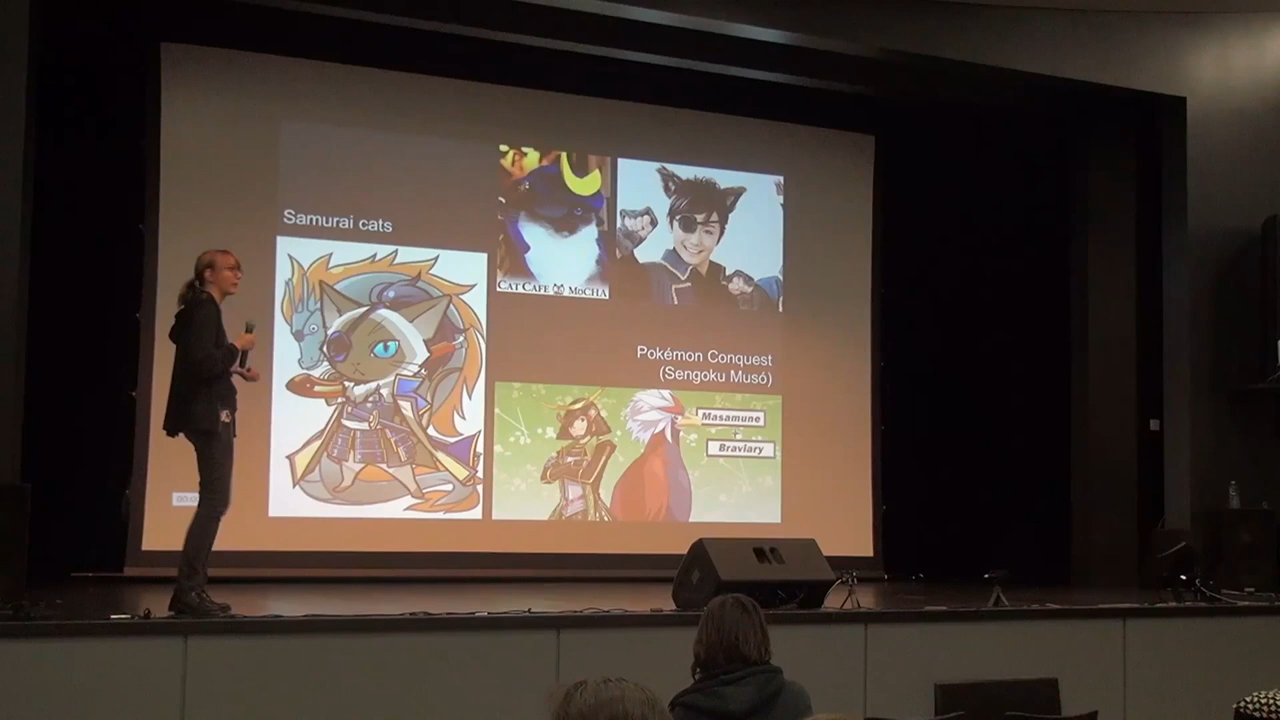 Samurai cats
CAT CAFE MOCHA
Pokémon Conquest
(Sengoku Musó)
Masamune
+
Braviary